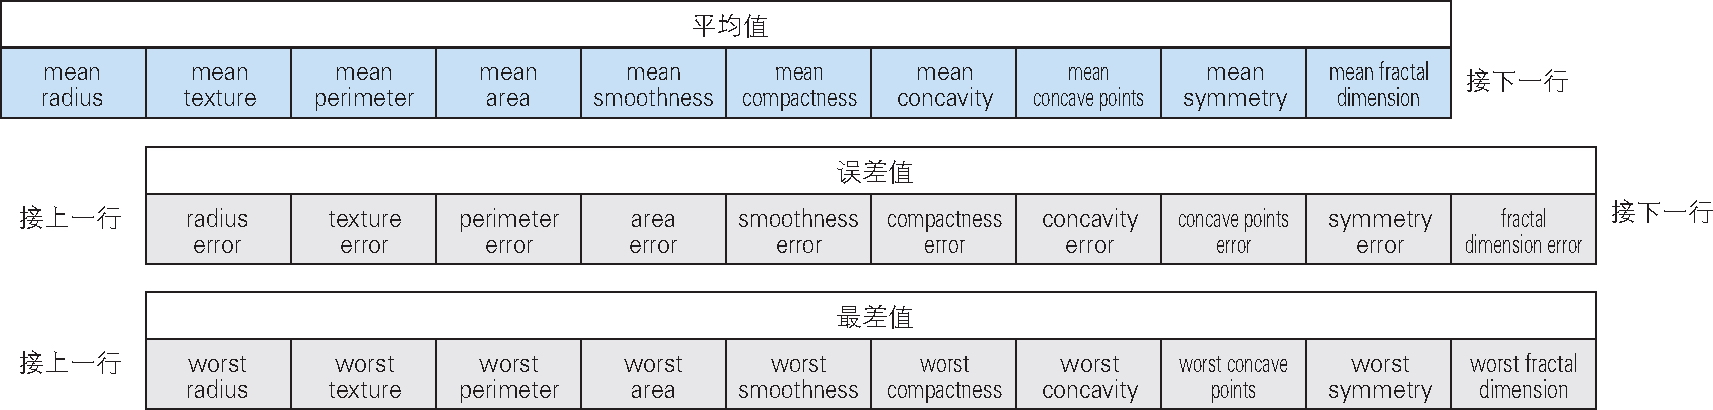 平均值
mean radius
mean texture
mean perimeter
mean area
mean smoothness
mean compactness
mean concavity
mean concave points
mean symmetry
mean fractal dimension
接下一行
误差值
接上一行
radius error
texture error
perimeter error
area error
smoothness error
compactness error
concavity error
concave points error
symmetry error
fractal dimension error
接下一行
最差值
接上一行
worst radius
worst texture
worst perimeter
worst area
worst smoothness
worst compactness
worst concavity
worst concave points
worst symmetry
worst fractal dimension